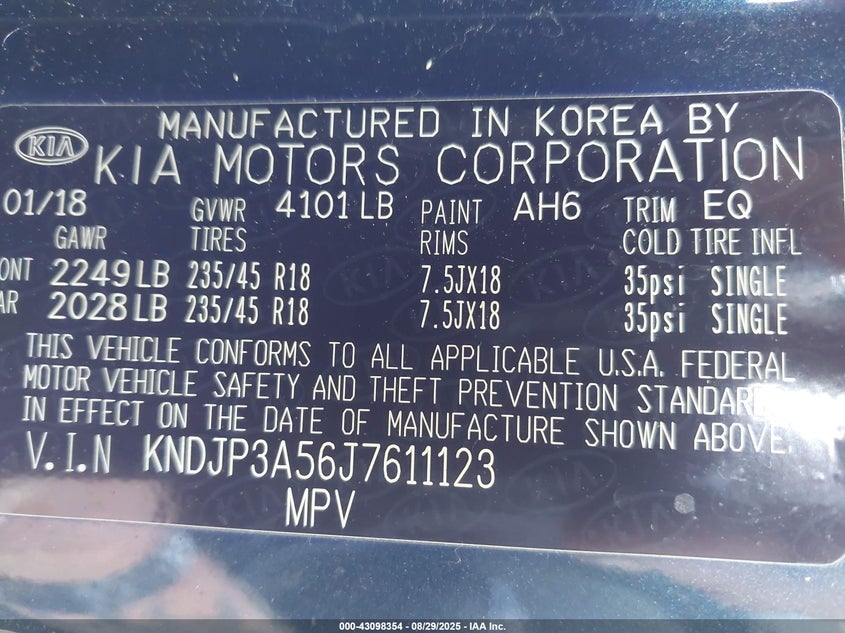 MANUFACTURED IN KOREA BY
KIA KIA MOTORS CORPORATION
01/18 GVWR 4101 LB PAINT AH6 TRIM EQ
GAWR TIRES RIMS COLD TIRE INFL
ONT 2249 LB 235/45 R18 7.5JX18 35psi SINGLE
AR 2028 LB 235/45 R18 7.5JX18 35psi SINGLE
THIS VEHICLE CONFORMS TO ALL APPLICABLE U.S.A. FEDERAL
MOTOR VEHICLE SAFETY AND THEFT PREVENTION STANDARDS
IN EFFECT ON THE DATE OF MANUFACTURE SHOWN ABOVE.
V.I.N KNDJP3A56J7611123
MPV
000-43098354 - 08/29/2025 - IAA Inc.